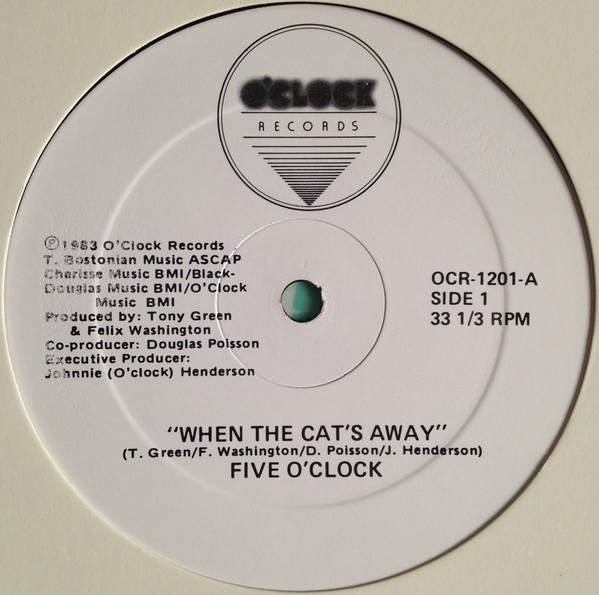 O'CLOCK
RECORDS
℗1983 O'Clock Records
T. Bostonian Music ASCAP
Charisse Music BMI/Black-
Douglas Music BMI/O'Clock
Music BMI
Produced by: Tony Green
& Felix Washington
Co-producer: Douglas Poisson
Executive Producer:
Johnnie (O'clock) Henderson
OCR-1201-A
SIDE 1
33 1/3 RPM
"WHEN THE CAT'S AWAY"
(T. Green/F. Washington/D. Poisson/J. Henderson)
FIVE O'CLOCK